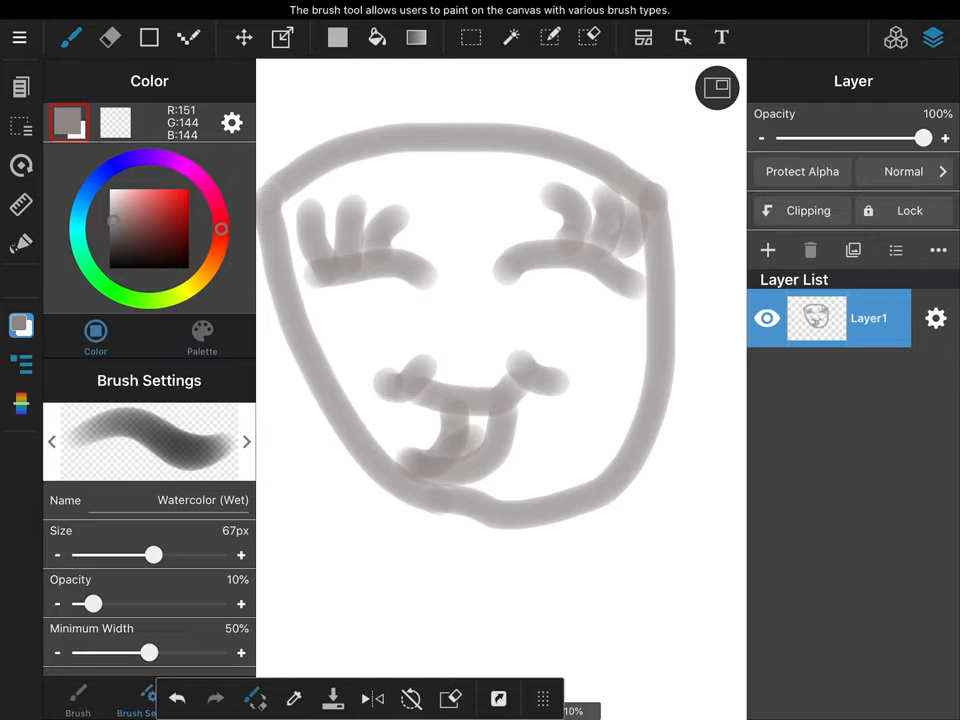 The brush tool allows users to paint on the canvas with various brush types.
T
Color
R:151
G:144
B:144
Color
Palette
Brush Settings
Name Watercolor (Wet)
Size 67px
- +
Opacity 10%
- +
Minimum Width 50%
- +
Brush
Brush Se
10%
Layer
Opacity 100%
- +
Protect Alpha
Normal
Clipping
Lock
Layer List
Layer1